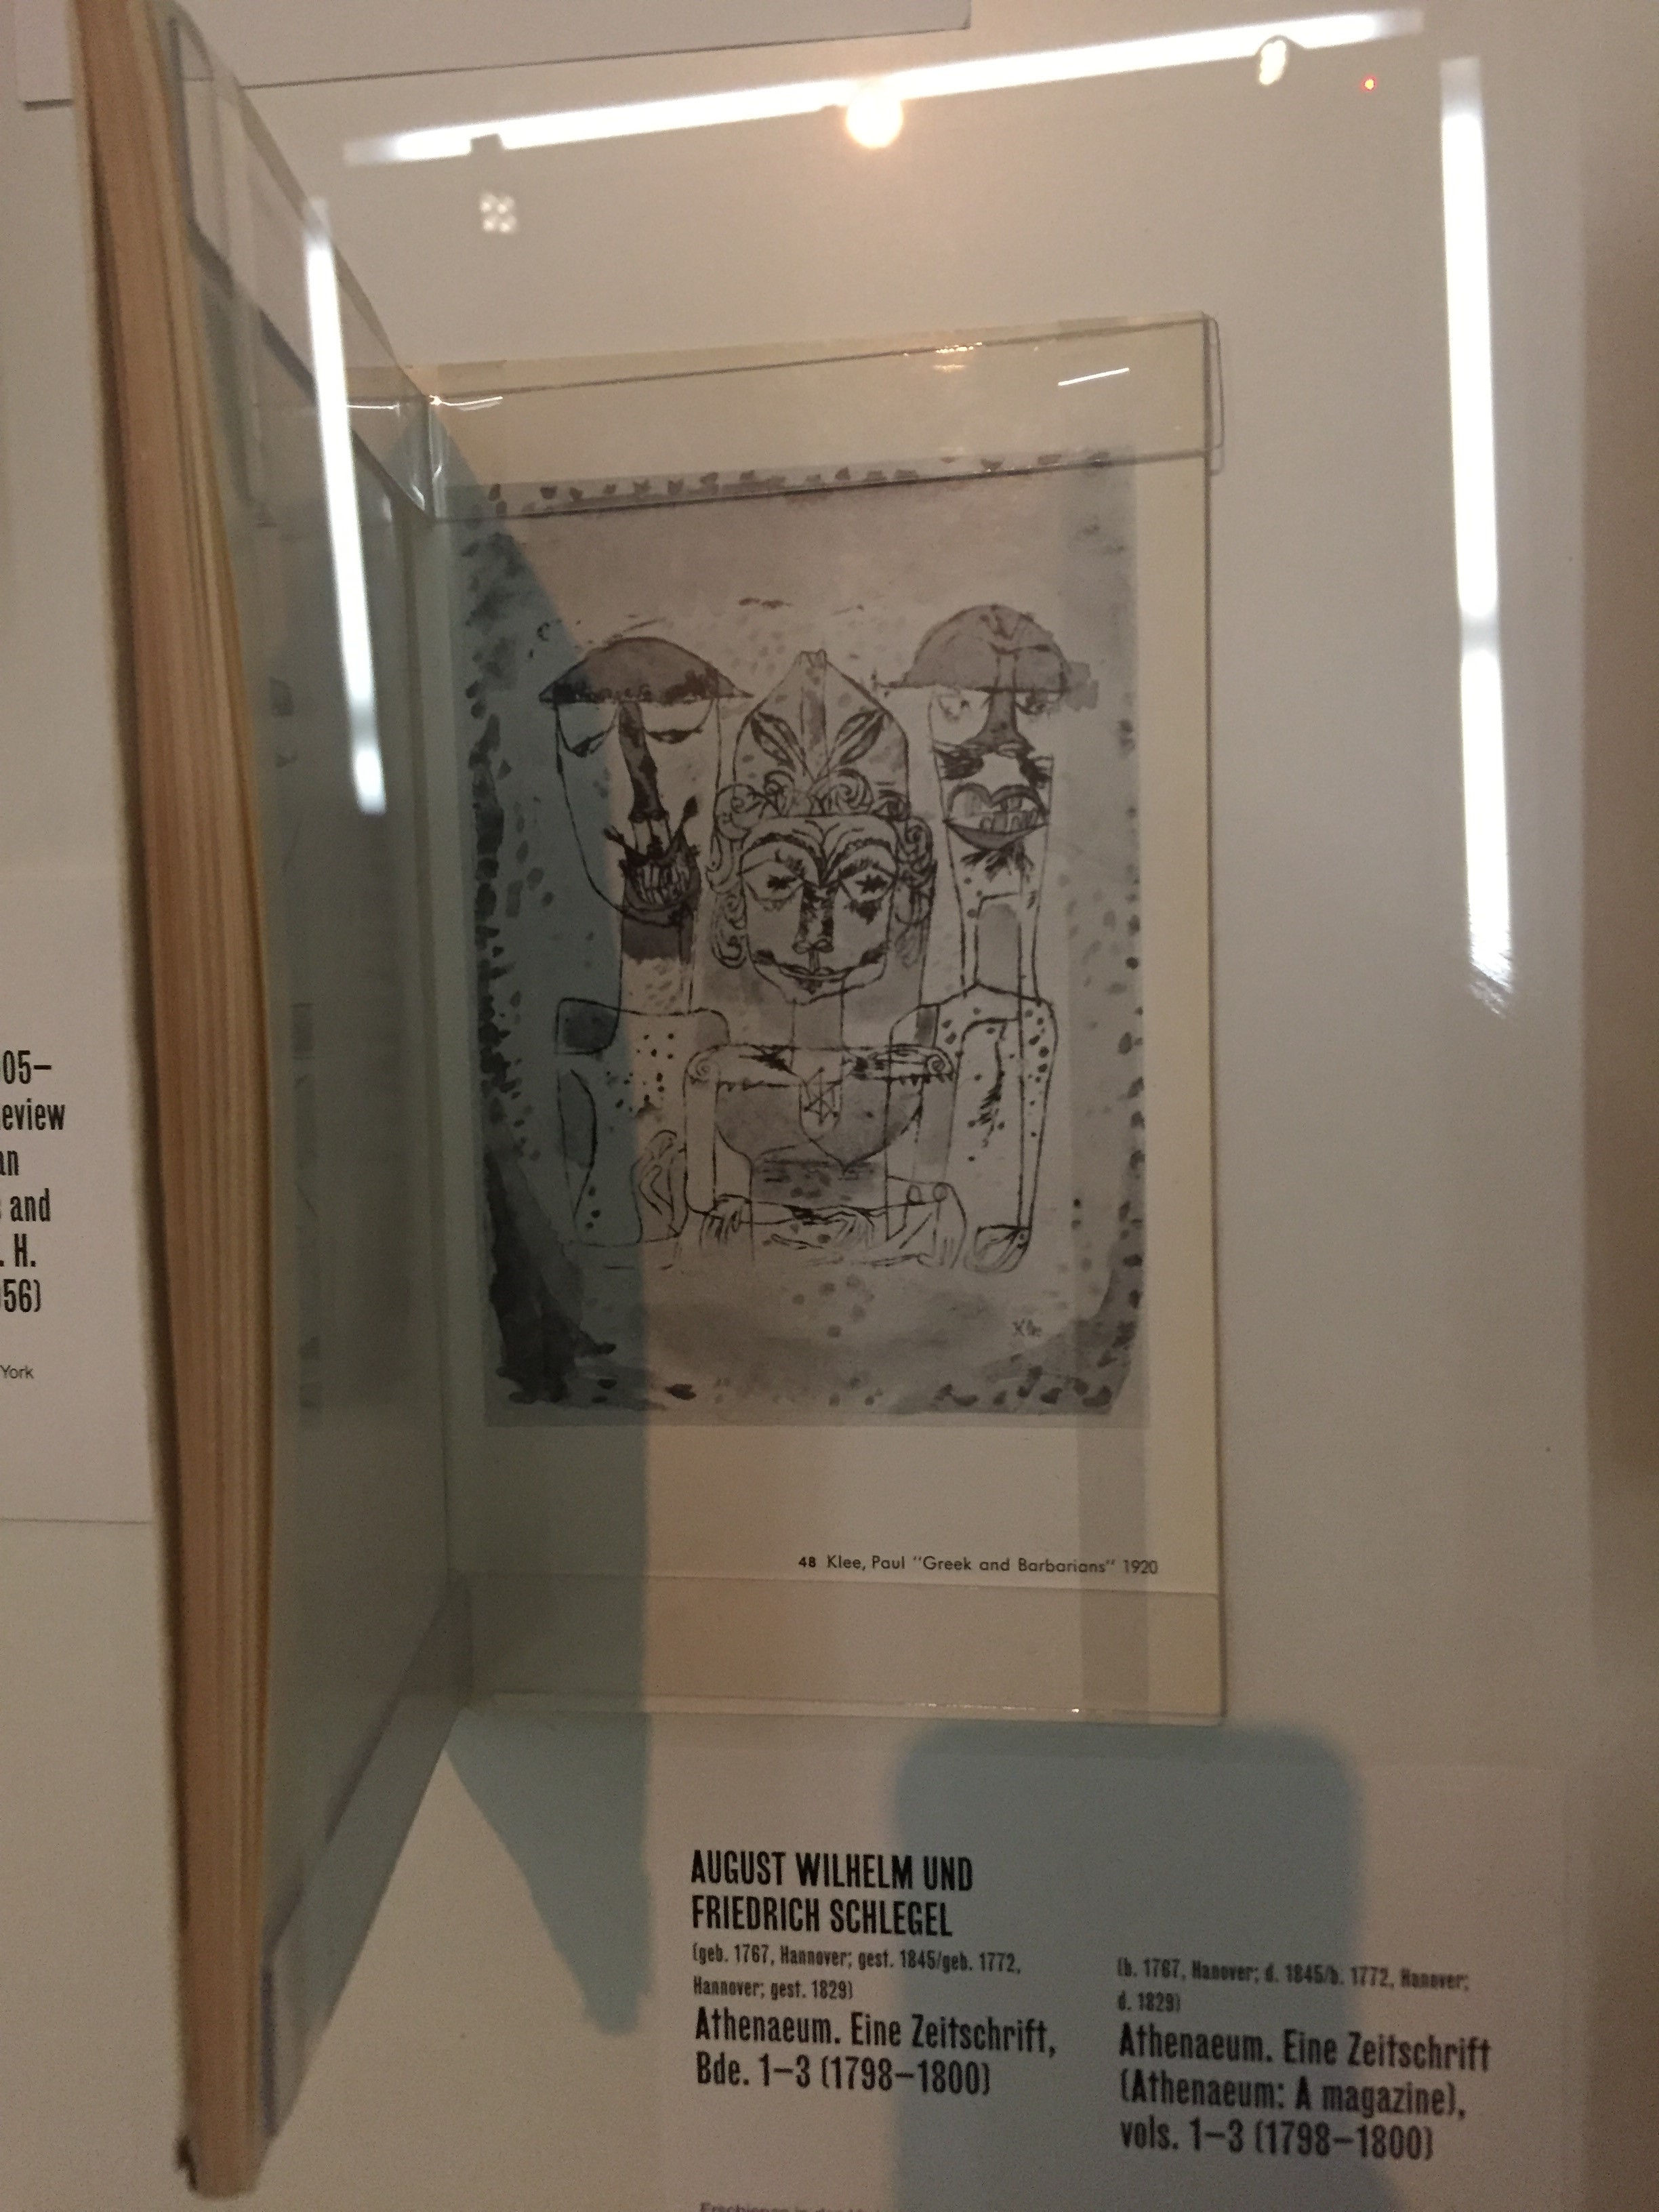 05–
eview
an
and
. H.
56)
York
Klee
48 Klee, Paul "Greek and Barbarians" 1920
AUGUST WILHELM UND
FRIEDRICH SCHLEGEL
(geb. 1767, Hannover; gest. 1845/geb. 1772,
Hannover; gest. 1829)
Athenaeum. Eine Zeitschrift,
Bde. 1–3 (1798–1800)
(b. 1767, Hanover; d. 1845/b. 1772, Hanover;
d. 1829)
Athenaeum. Eine Zeitschrift
(Athenaeum: A magazine),
vols. 1–3 (1798–1800)